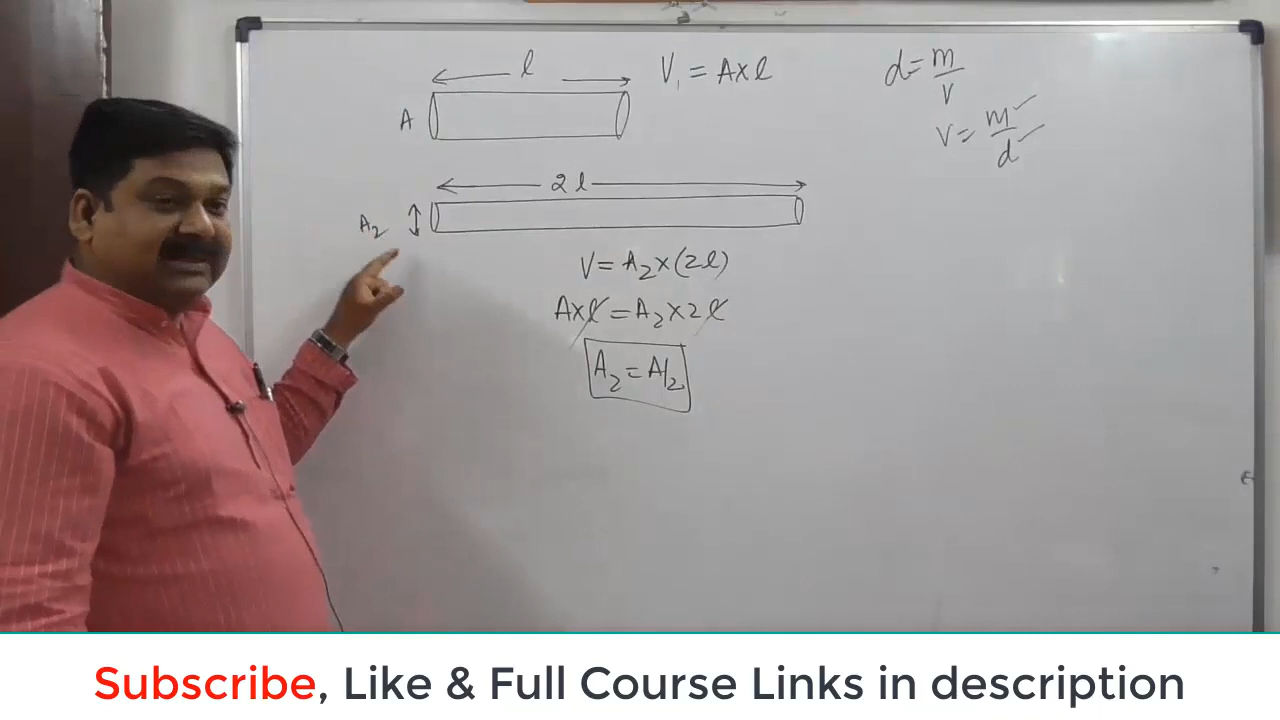 l
V₁ = A×l
A
d = m/v
v = m/d
2l
A₂
V = A₂×(2l)
A×l = A₂×2l
A₂ = A/2
Subscribe, Like & Full Course Links in description